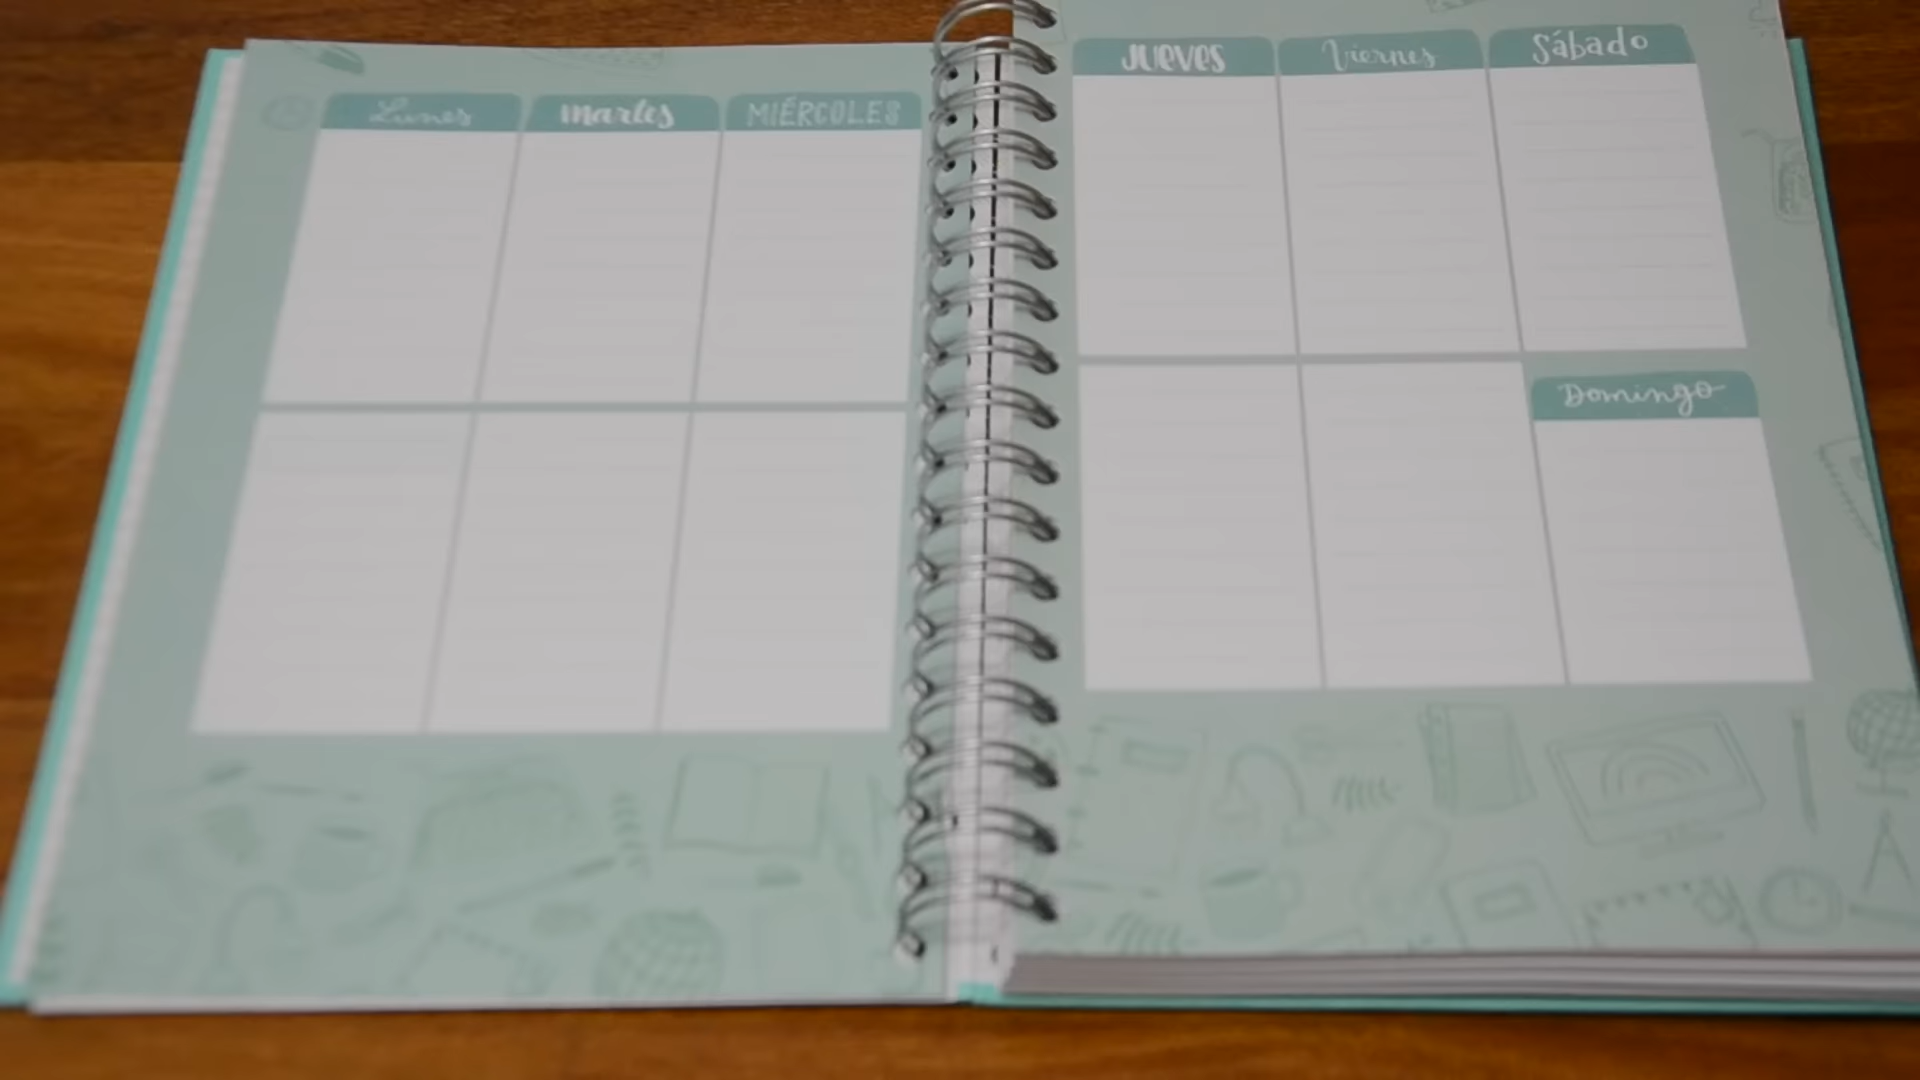 Lunes
martes
MIÉRCOLES
JUEVES
Viernes
Sábado
Domingo